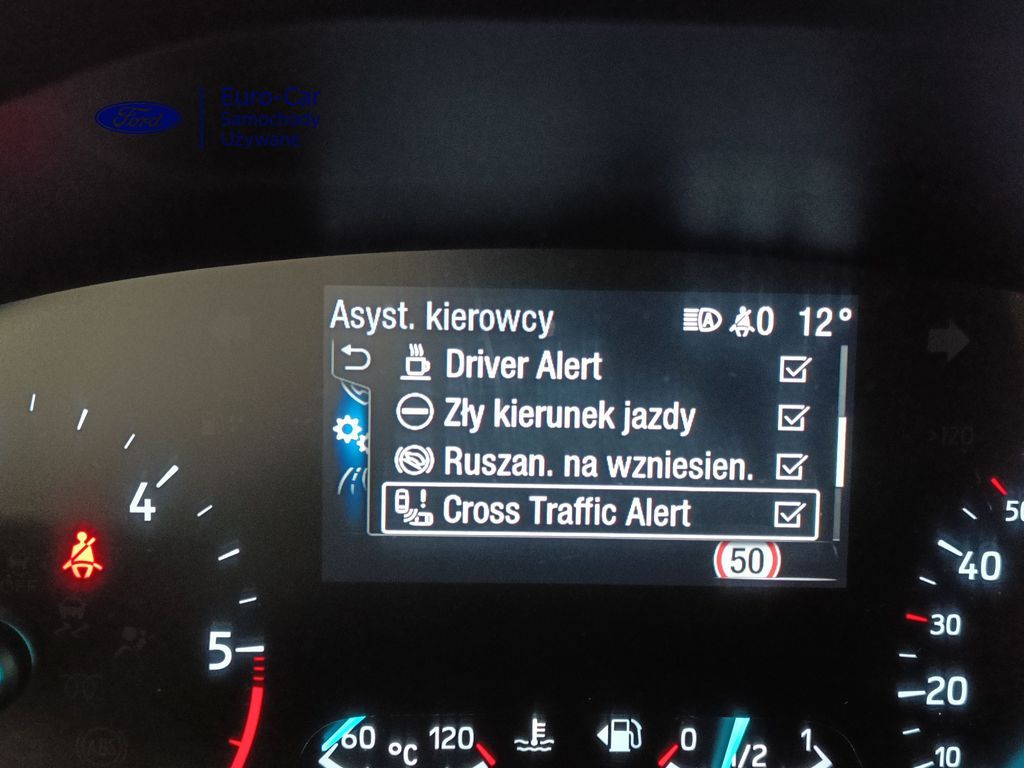 Ford
Euro-Car
Samochody
Używane
Asyst. kierowcy
A
0 12°
Driver Alert
Zły kierunek jazdy
Ruszan. na wzniesien.
Cross Traffic Alert
50
4
5
50
40
30
20
10
60 °C 120
0 1/2 1